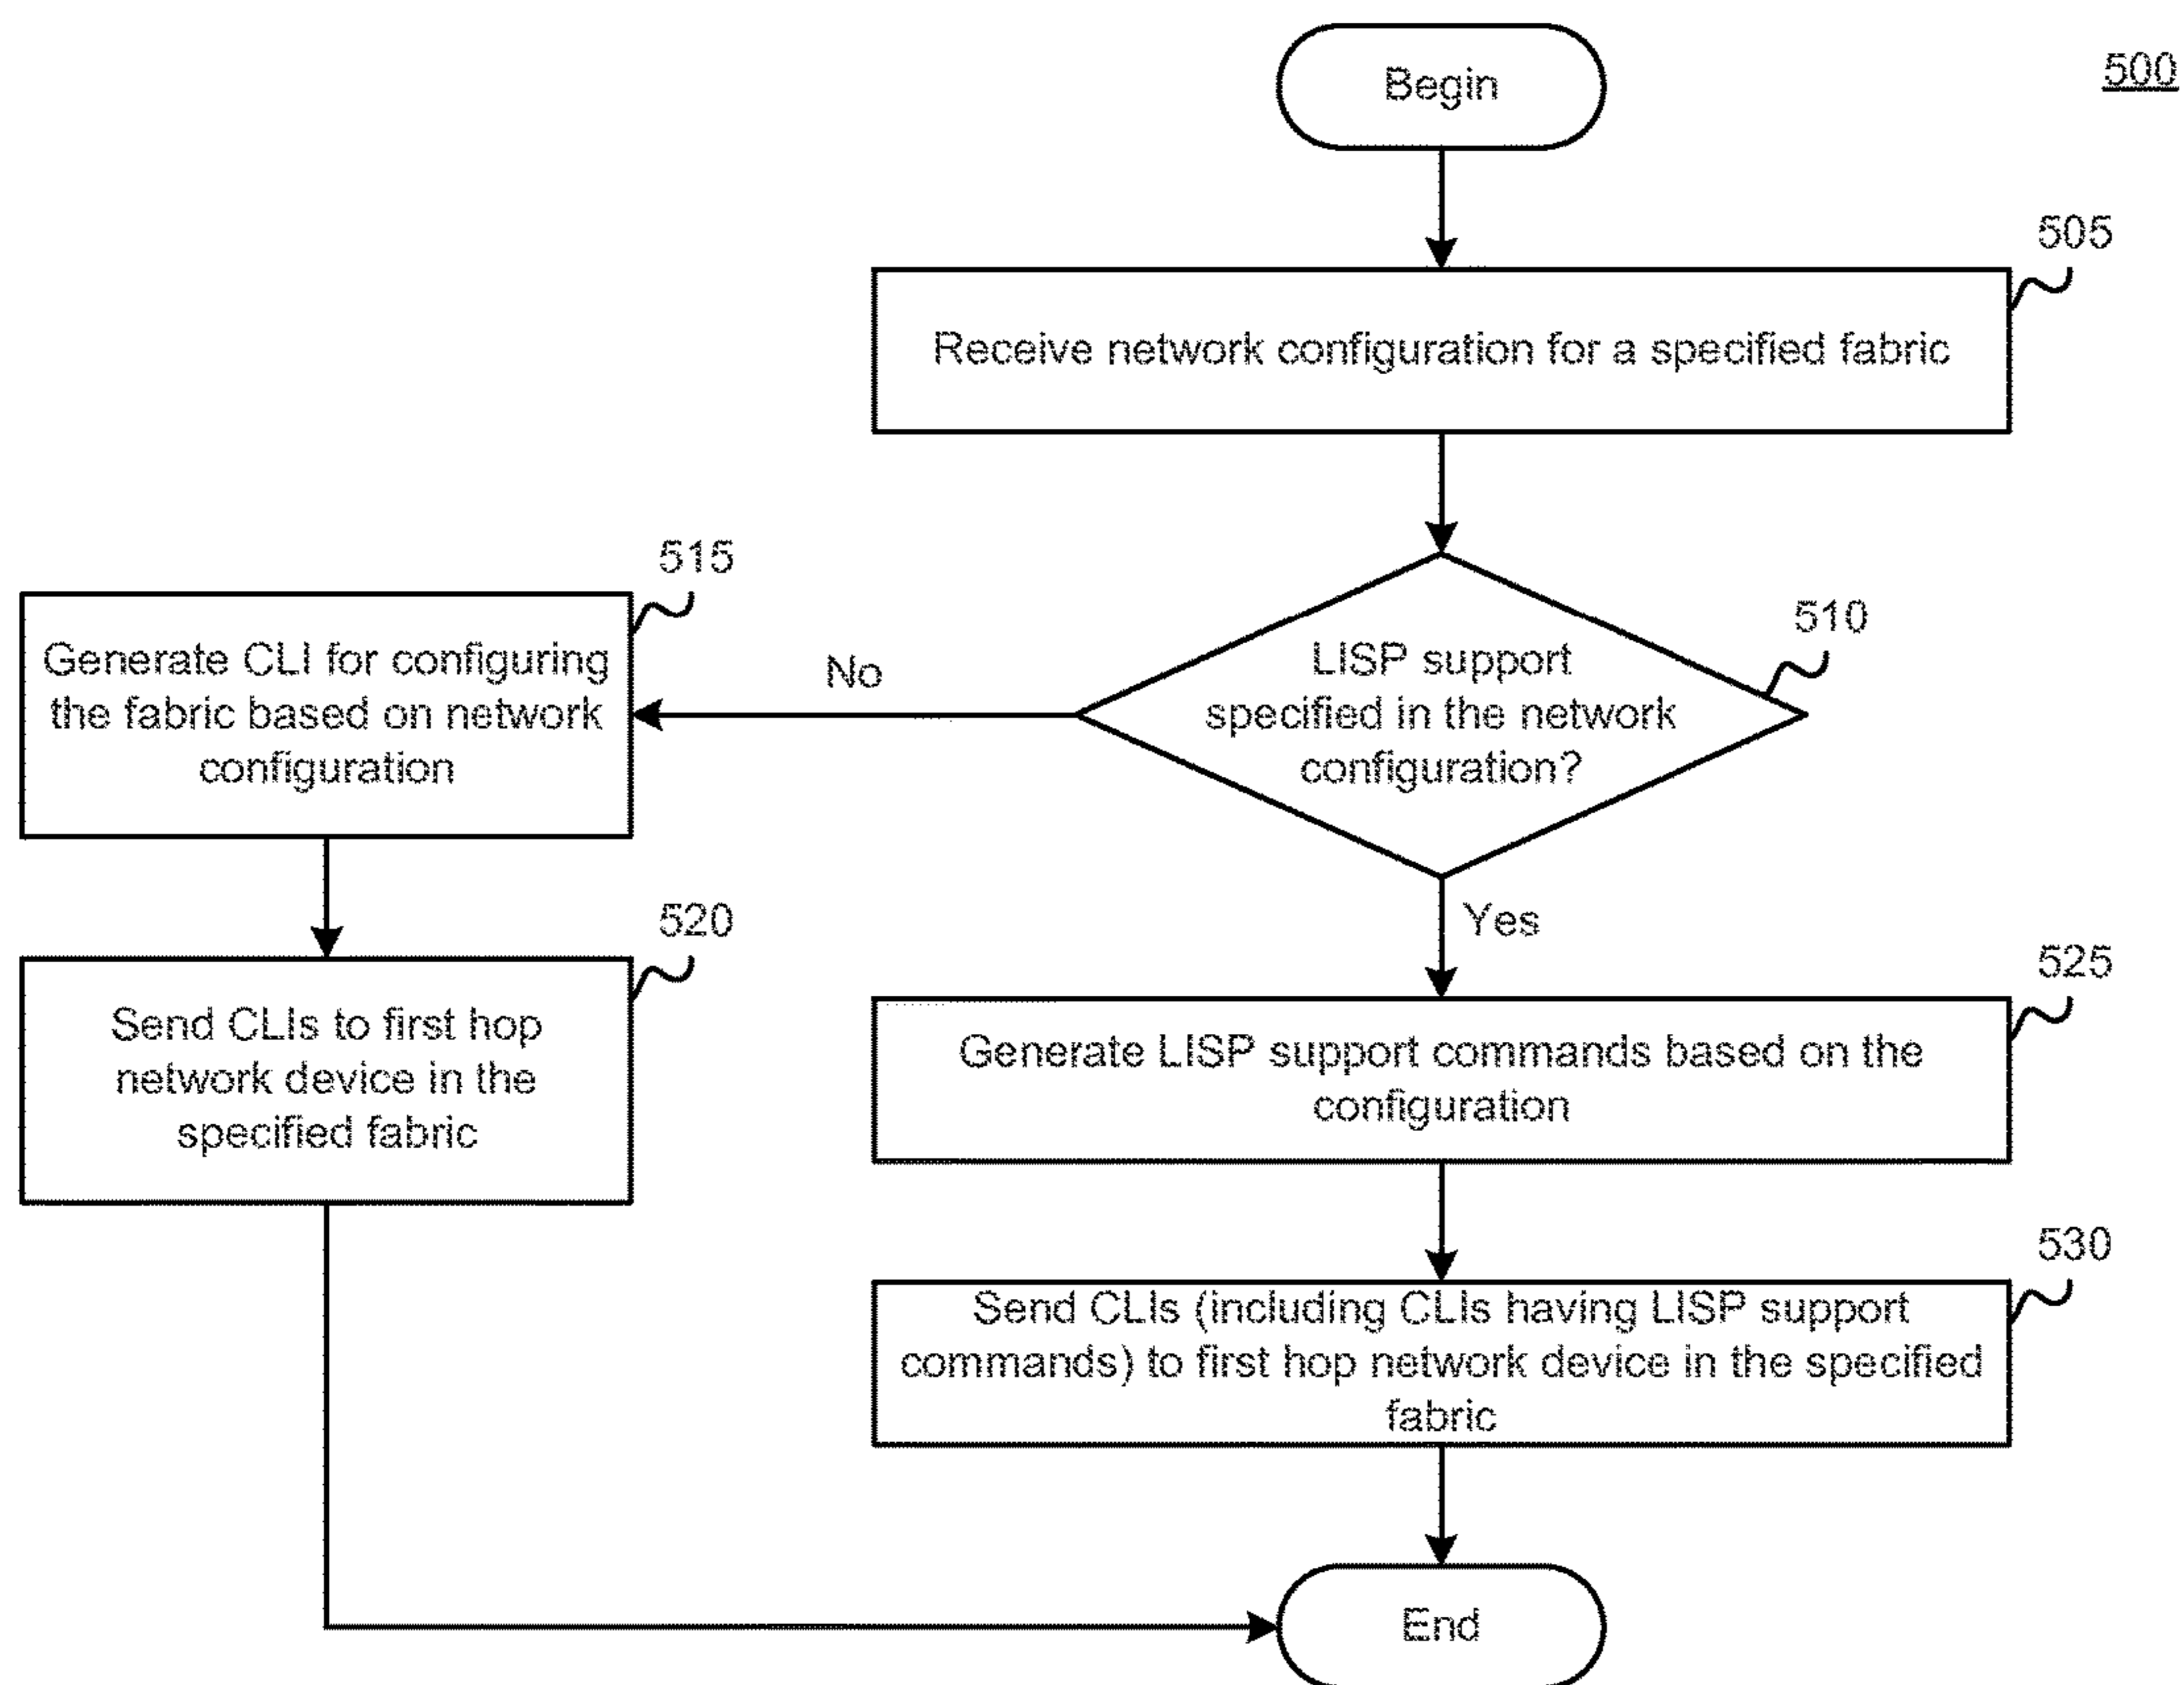 Begin
500
505
Receive network configuration for a specified fabric
510
LISP support
specified in the network
configuration?
No
515
Generate CLI for configuring
the fabric based on network
configuration
520
Send CLIs to first hop
network device in the
specified fabric
Yes
525
Generate LISP support commands based on the
configuration
530
Send CLIs (including CLIs having LISP support
commands) to first hop network device in the specified
fabric
End